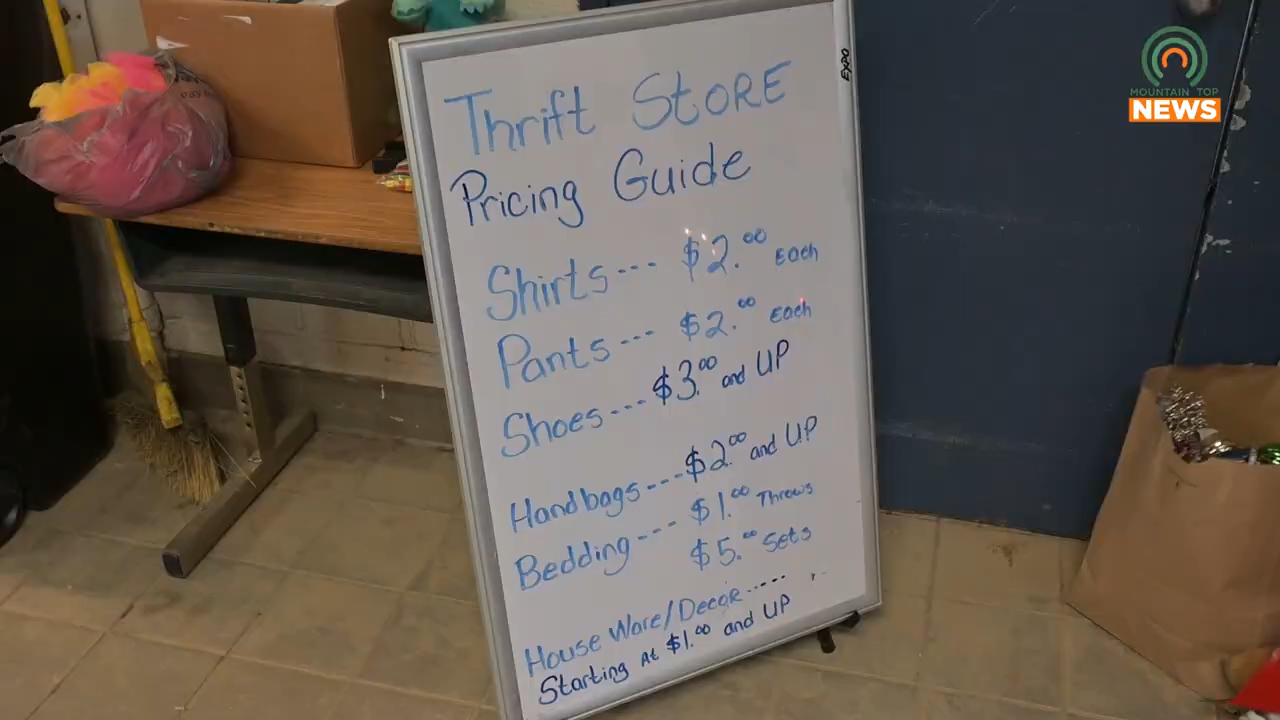 Thrift STORE
Pricing Guide
Shirts--- $2.00 Each
Pants--- $2.00 Each
Shoes--- $3.00 and UP
Handbags--- $2.00 and UP
Bedding--- $1.00 Throws
$5.00 Sets
House Ware/Decor-----
Starting At $1.00 and UP
EXPO
MOUNTAIN TOP
NEWS